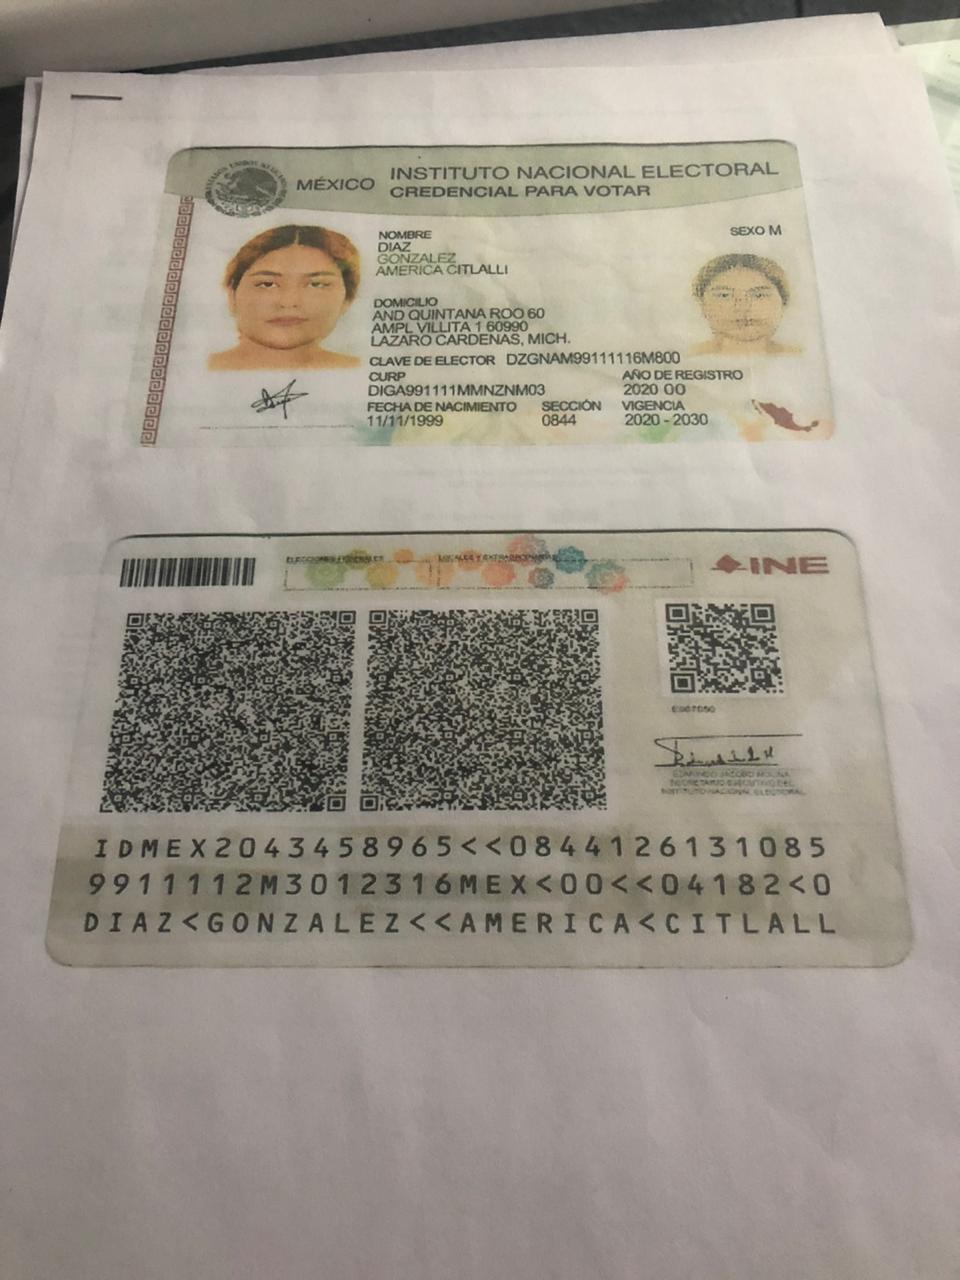 MÉXICO INSTITUTO NACIONAL ELECTORAL
CREDENCIAL PARA VOTAR
NOMBRE
DIAZ
GONZALEZ
AMERICA CITLALLI
SEXO M
DOMICILIO
AND QUINTANA ROO 60
AMPL VILLITA 1 60990
LAZARO CARDENAS, MICH.
CLAVE DE ELECTOR DZGNAM99111116M800
CURP
DIGA991111MMNZNM03
AÑO DE REGISTRO
2020 00
FECHA DE NACIMIENTO
11/11/1999
SECCIÓN
0844
VIGENCIA
2020 - 2030
ELECCIONES FEDERALES LOCALES Y EXTRAORDINARIAS
INE
EDMUNDO JACOBO MOLINA
SECRETARIO EJECUTIVO DEL
INSTITUTO NACIONAL ELECTORAL
IDMEX2043458965<<0844126131085
9911112M3012316MEX<00<<04182<0
DIAZ<GONZALEZ<<AMERICA<CITLALL